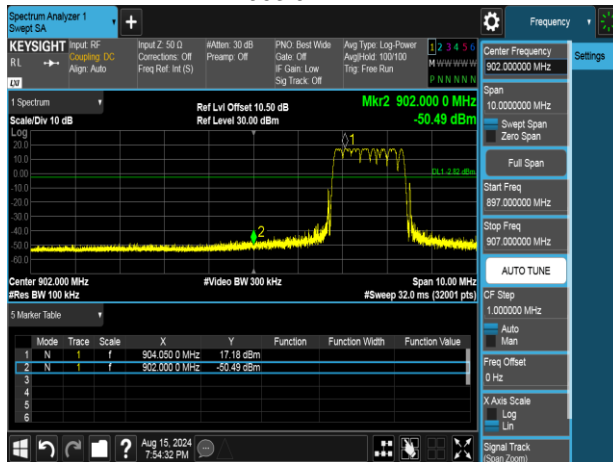 Spectrum Analyzer 1
Swept SA
+
Frequency
KEYSIGHT
Input: RF
Input Z: 50 Ω
#Atten: 30 dB
PNO: Best Wide
Avg Type: Log-Power
1 2 3 4 5 6
RL
Coupling: DC
Corrections: Off
Preamp: Off
Gate: Off
Avg|Hold: 100/100
M W W W W W
Align: Auto
Freq Ref: Int (S)
IF Gain: Low
Trig: Free Run
Sig Track: Off
P N N N N N
LXI
1 Spectrum
Ref Lvl Offset 10.50 dB
Mkr2 902.000 0 MHz
Scale/Div 10 dB
Ref Level 30.00 dBm
-50.49 dBm
Log
20.0
10.0
0.00
-10.0
-20.0
-30.0
-40.0
-50.0
-60.0
1
DL1 -2.82 dBm
2
Center 902.000 MHz
#Video BW 300 kHz
Span 10.00 MHz
#Res BW 100 kHz
#Sweep 32.0 ms (32001 pts)
5 Marker Table
Mode Trace Scale X Y Function Function Width Function Value
1 N 1 f 904.050 0 MHz 17.18 dBm
2 N 1 f 902.000 0 MHz -50.49 dBm
3
4
5
6
Aug 15, 2024
7:54:32 PM
?
Center Frequency
902.000000 MHz
Settings
Span
10.0000000 MHz
Swept Span
Zero Span
Full Span
Start Freq
897.000000 MHz
Stop Freq
907.000000 MHz
AUTO TUNE
CF Step
1.000000 MHz
Auto
Man
Freq Offset
0 Hz
X Axis Scale
Log
Lin
Signal Track
(Span Zoom)